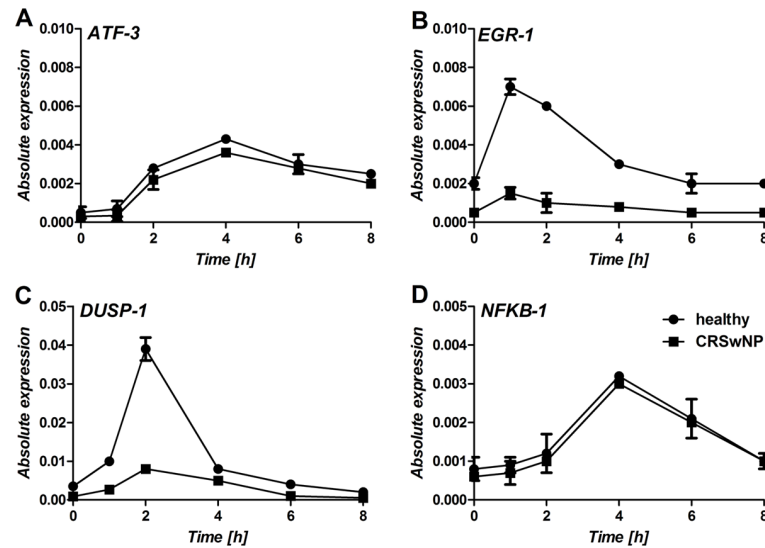 A
ATF-3
Absolute expression
0.010
0.008
0.006
0.004
0.002
0.000
0 2 4 6 8
Time [h]
B
EGR-1
Absolute expression
0.010
0.008
0.006
0.004
0.002
0.000
0 2 4 6 8
Time [h]
C
DUSP-1
Absolute expression
0.05
0.04
0.03
0.02
0.01
0.00
0 2 4 6 8
Time [h]
D
NFKB-1
healthy
CRSwNP
Absolute expression
0.005
0.004
0.003
0.002
0.001
0.000
0 2 4 6 8
Time [h]